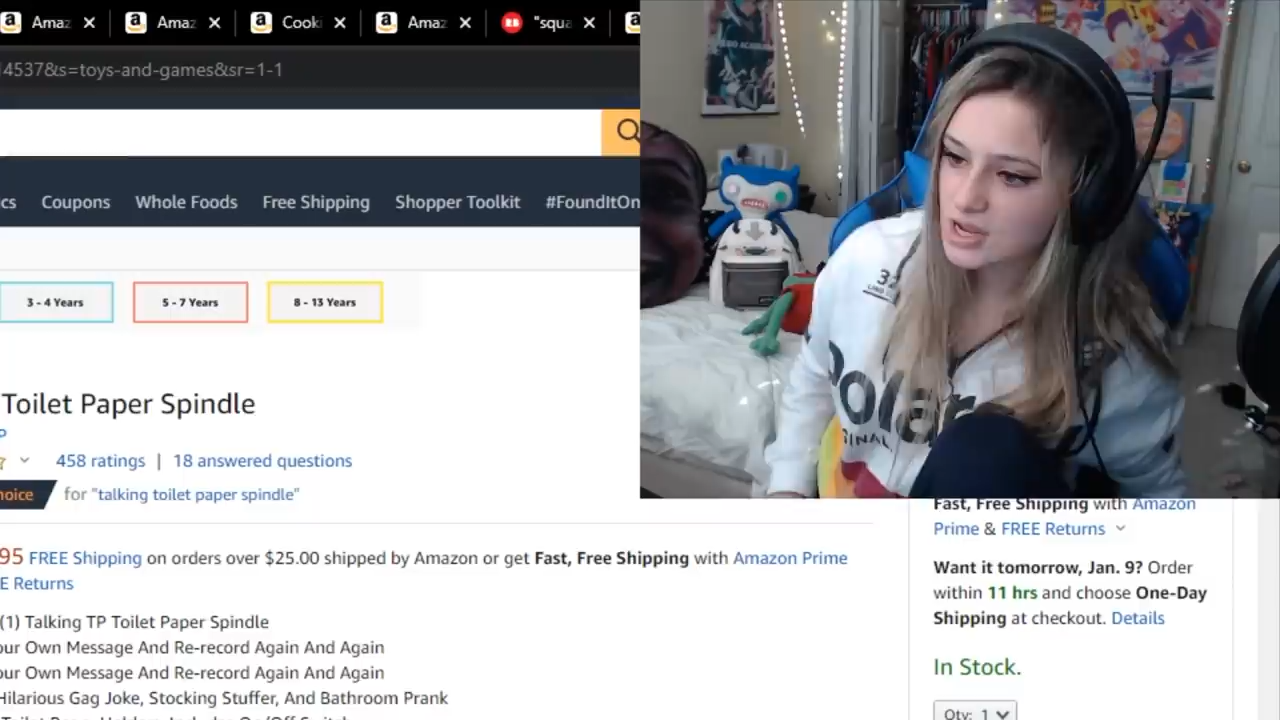 Amaz
Amaz
Cooki
Amaz
"squa
14537&s=toys-and-games&sr=1-1
cs Coupons Whole Foods Free Shipping Shopper Toolkit #FoundItOn
3 - 4 Years
5 - 7 Years
8 - 13 Years
Toilet Paper Spindle
458 ratings | 18 answered questions
hoice for "talking toilet paper spindle"
95 FREE Shipping on orders over $25.00 shipped by Amazon or get Fast, Free Shipping with Amazon Prime
E Returns
(1) Talking TP Toilet Paper Spindle
our Own Message And Re-record Again And Again
our Own Message And Re-record Again And Again
Hilarious Gag Joke, Stocking Stuffer, And Bathroom Prank
32
Polar
GINAL
Fast, Free Shipping with Amazon
Prime & FREE Returns
Want it tomorrow, Jan. 9? Order
within 11 hrs and choose One-Day
Shipping at checkout. Details
In Stock.
Qty: 1